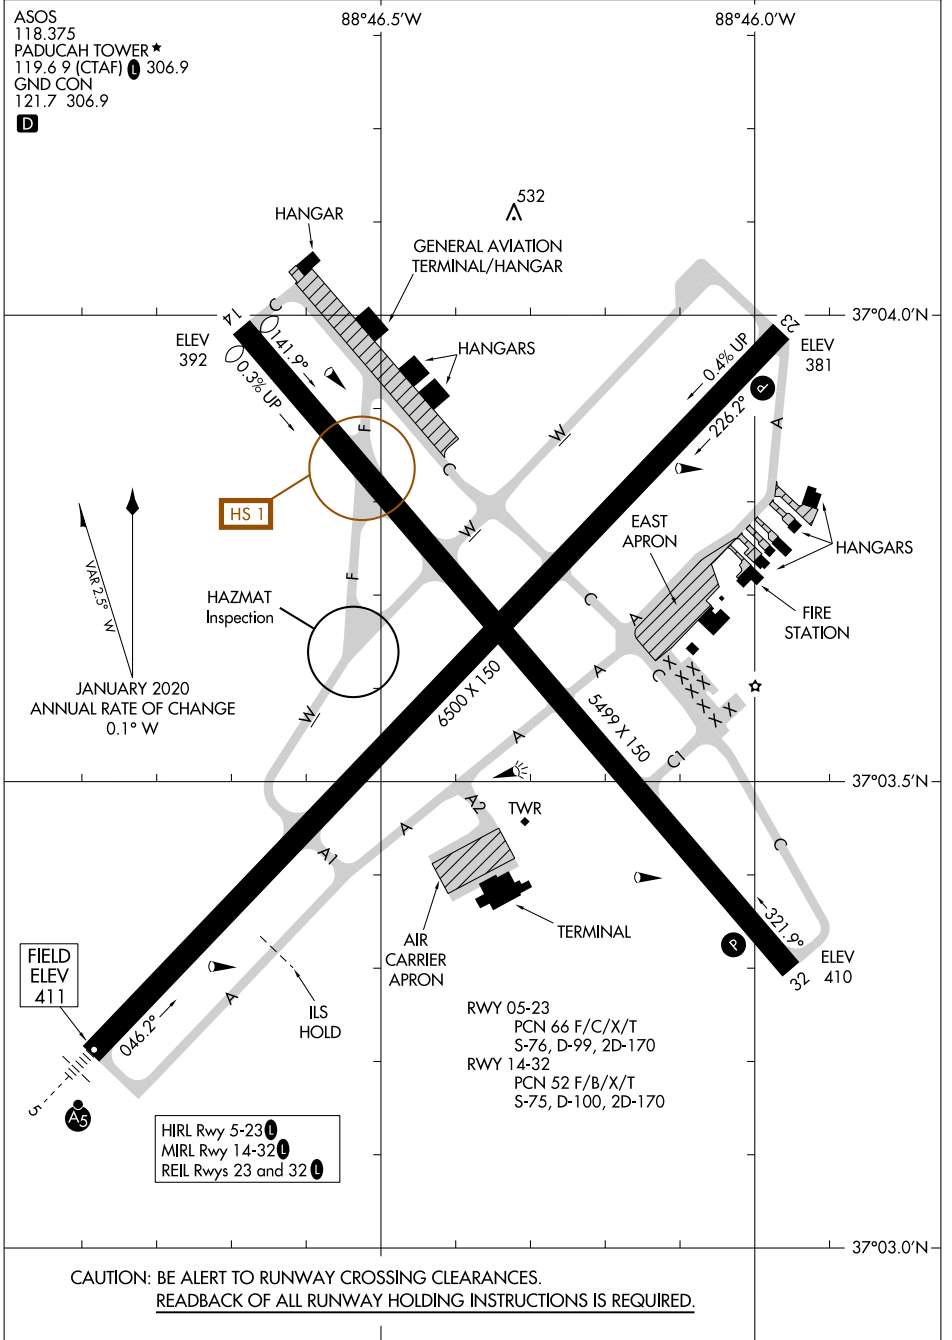 ASOS
118.375
PADUCAH TOWER★
119.6 9 (CTAF) L 306.9
GND CON
121.7 306.9
D
88°46.5'W
88°46.0'W
532
HANGAR
GENERAL AVIATION
TERMINAL/HANGAR
C
14
23
37°04.0'N
ELEV
392
141.9°
0.3% UP
HANGARS
0.4% UP
ELEV
381
P
226.2°
F
W
A
C
HS 1
EAST
APRON
W
HANGARS
VAR 2.5° W
F
HAZMAT
Inspection
C
A
FIRE
STATION
X X X X X X X X X
A
C
JANUARY 2020
ANNUAL RATE OF CHANGE
0.1° W
6500 X 150
5499 X 150
W
A
C1
37°03.5'N
A2
TWR
A
A1
C
AIR
CARRIER
APRON
TERMINAL
321.9°
P
32
ELEV
410
FIELD
ELEV
411
A
ILS
HOLD
046.2°
RWY 05-23
PCN 66 F/C/X/T
S-76, D-99, 2D-170
RWY 14-32
PCN 52 F/B/X/T
S-75, D-100, 2D-170
5
A5
HIRL Rwy 5-23 L
MIRL Rwy 14-32 L
REIL Rwys 23 and 32 L
37°03.0'N
CAUTION: BE ALERT TO RUNWAY CROSSING CLEARANCES.
READBACK OF ALL RUNWAY HOLDING INSTRUCTIONS IS REQUIRED.